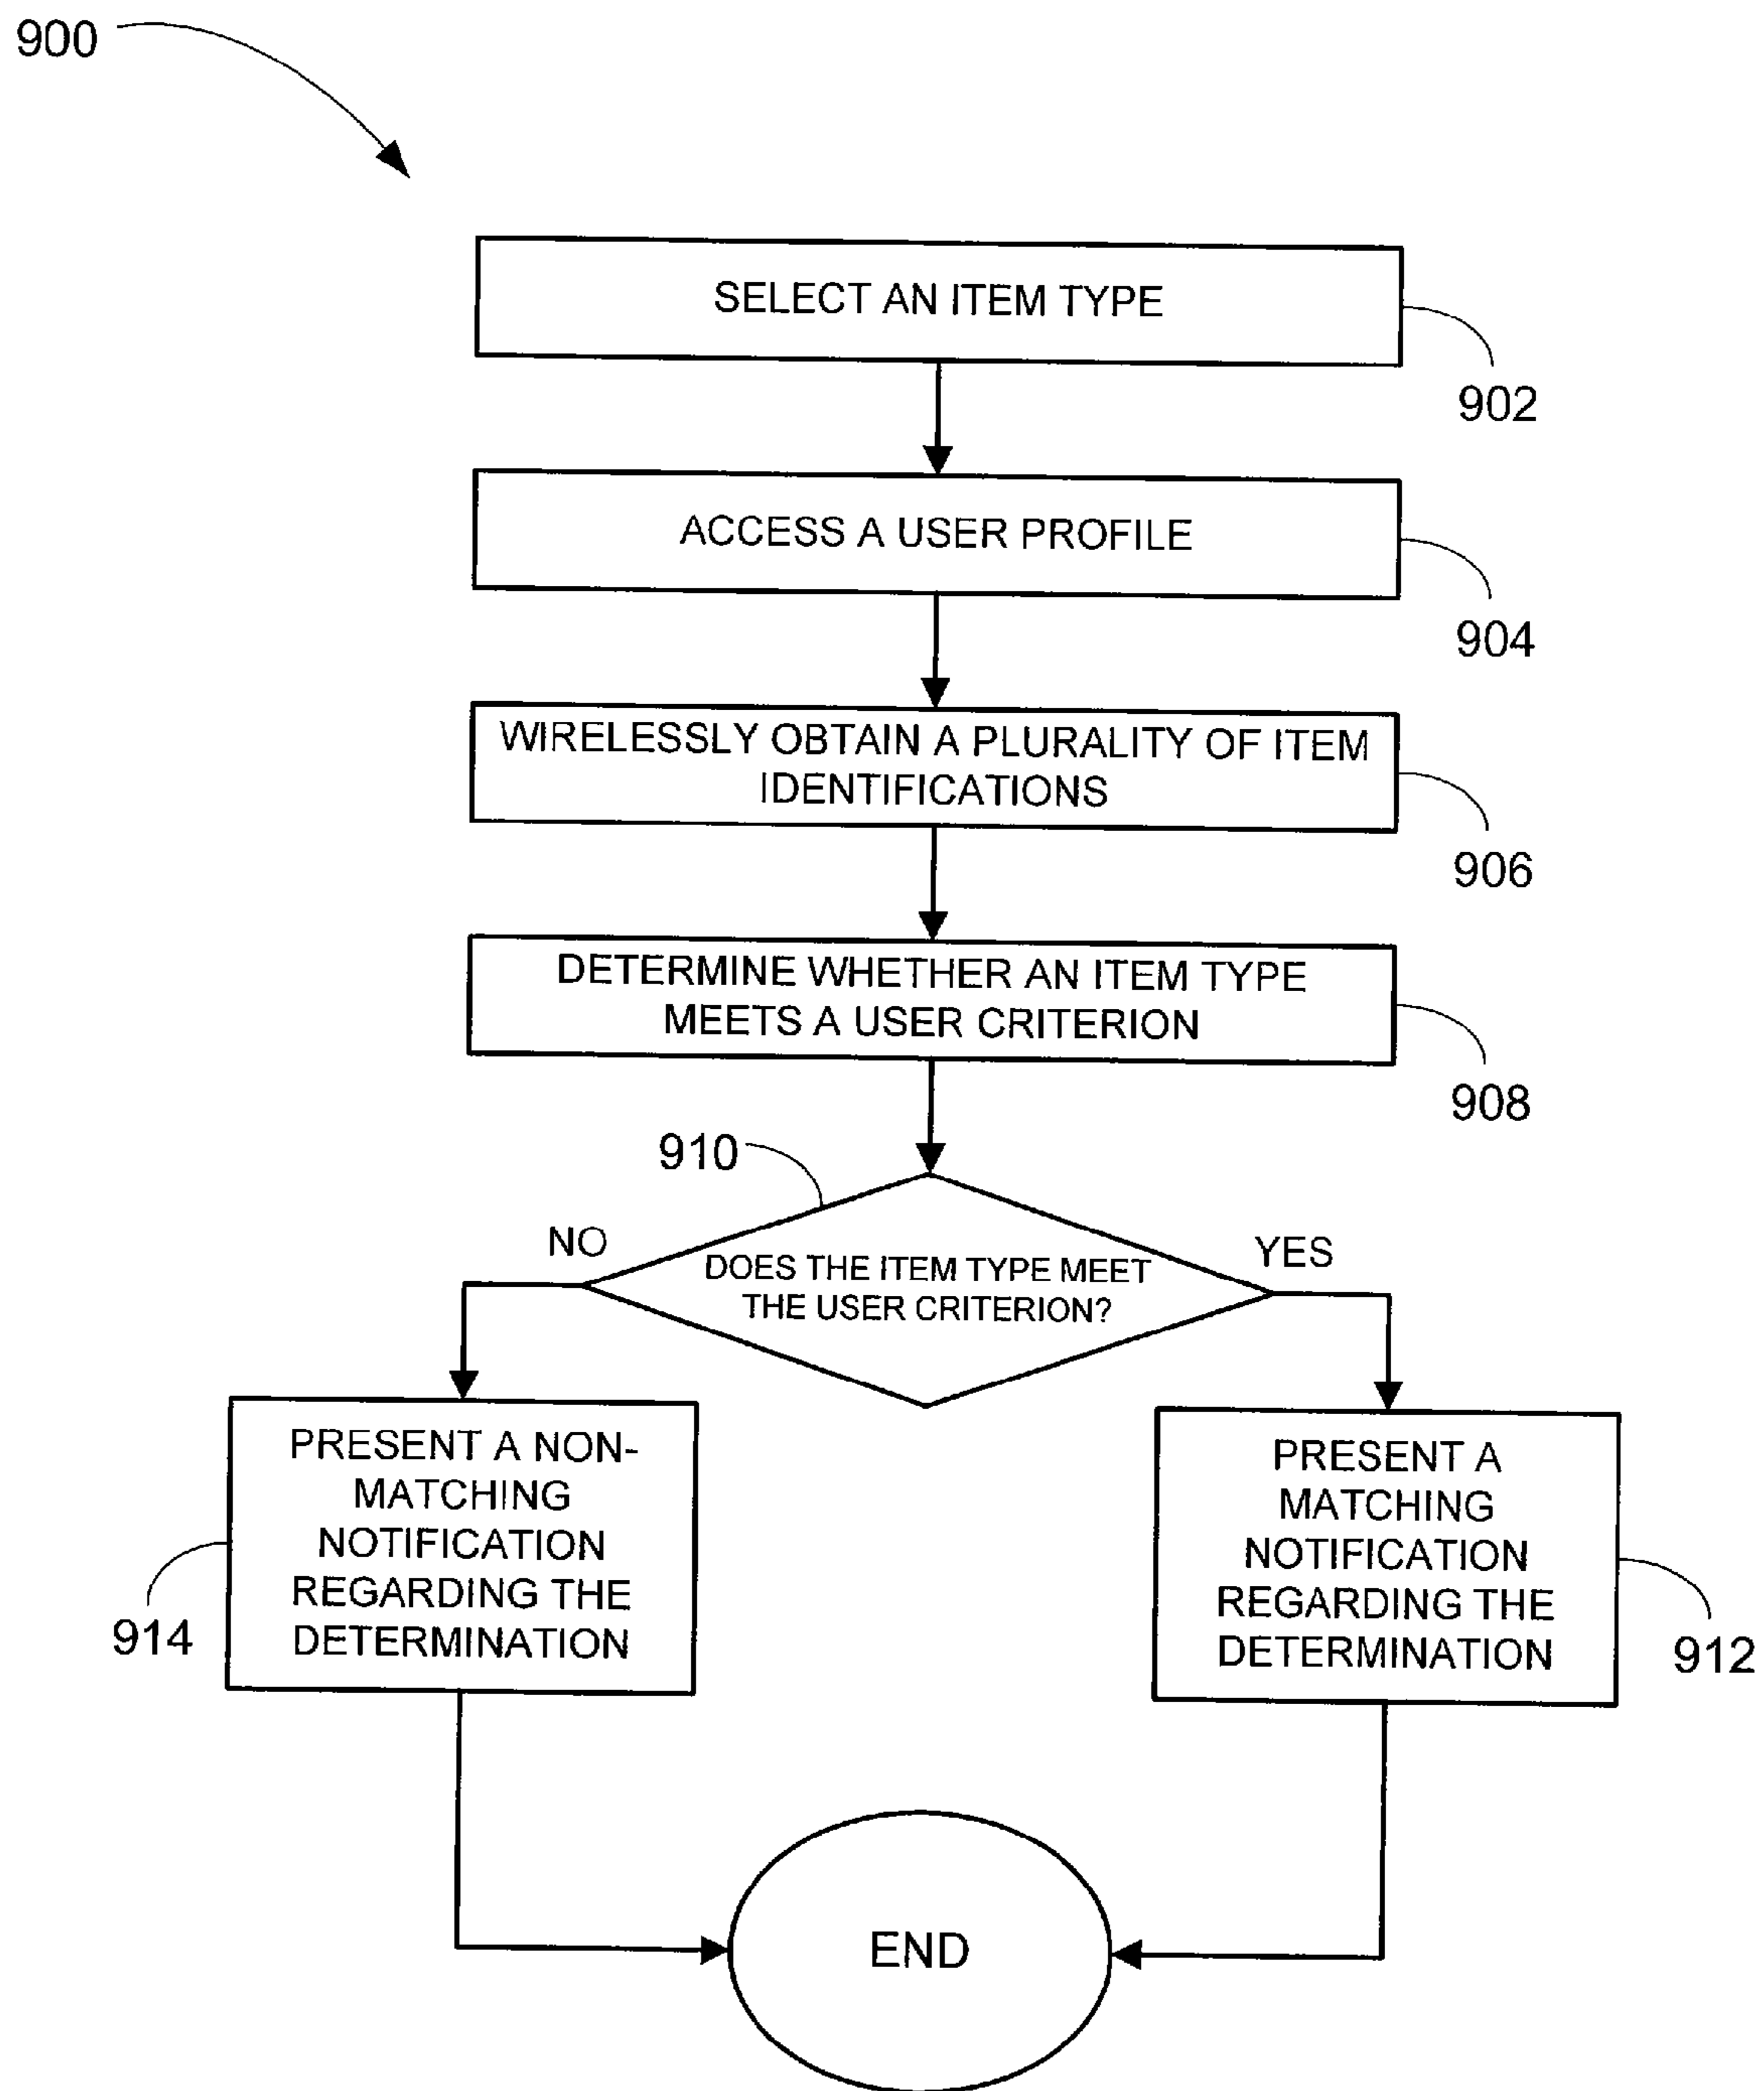 900
SELECT AN ITEM TYPE
902
ACCESS A USER PROFILE
904
WIRELESSLY OBTAIN A PLURALITY OF ITEM
IDENTIFICATIONS
906
DETERMINE WHETHER AN ITEM TYPE
MEETS A USER CRITERION
908
910
NO
YES
DOES THE ITEM TYPE MEET
THE USER CRITERION?
PRESENT A NON-
MATCHING
NOTIFICATION
REGARDING THE
DETERMINATION
914
PRESENT A
MATCHING
NOTIFICATION
REGARDING THE
DETERMINATION
912
END